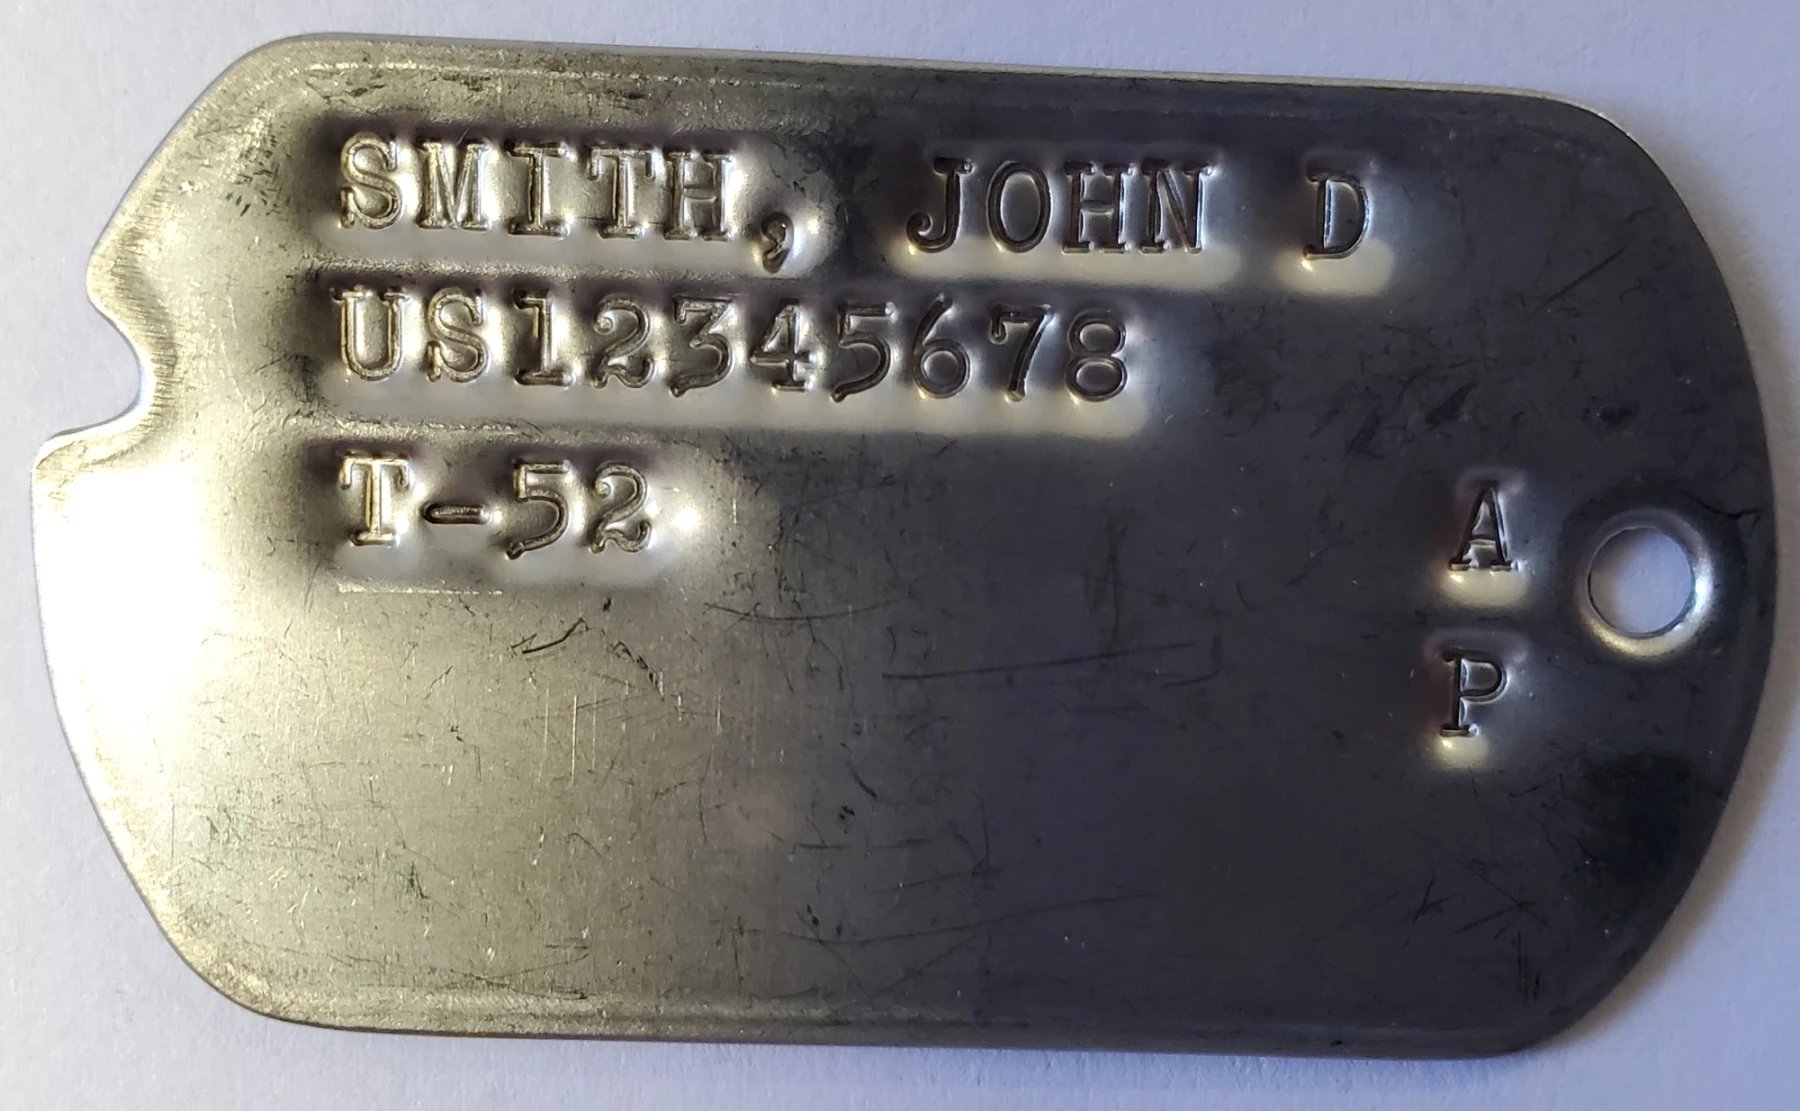 SMITH, JOHN D
US12345678
T-52
A
P